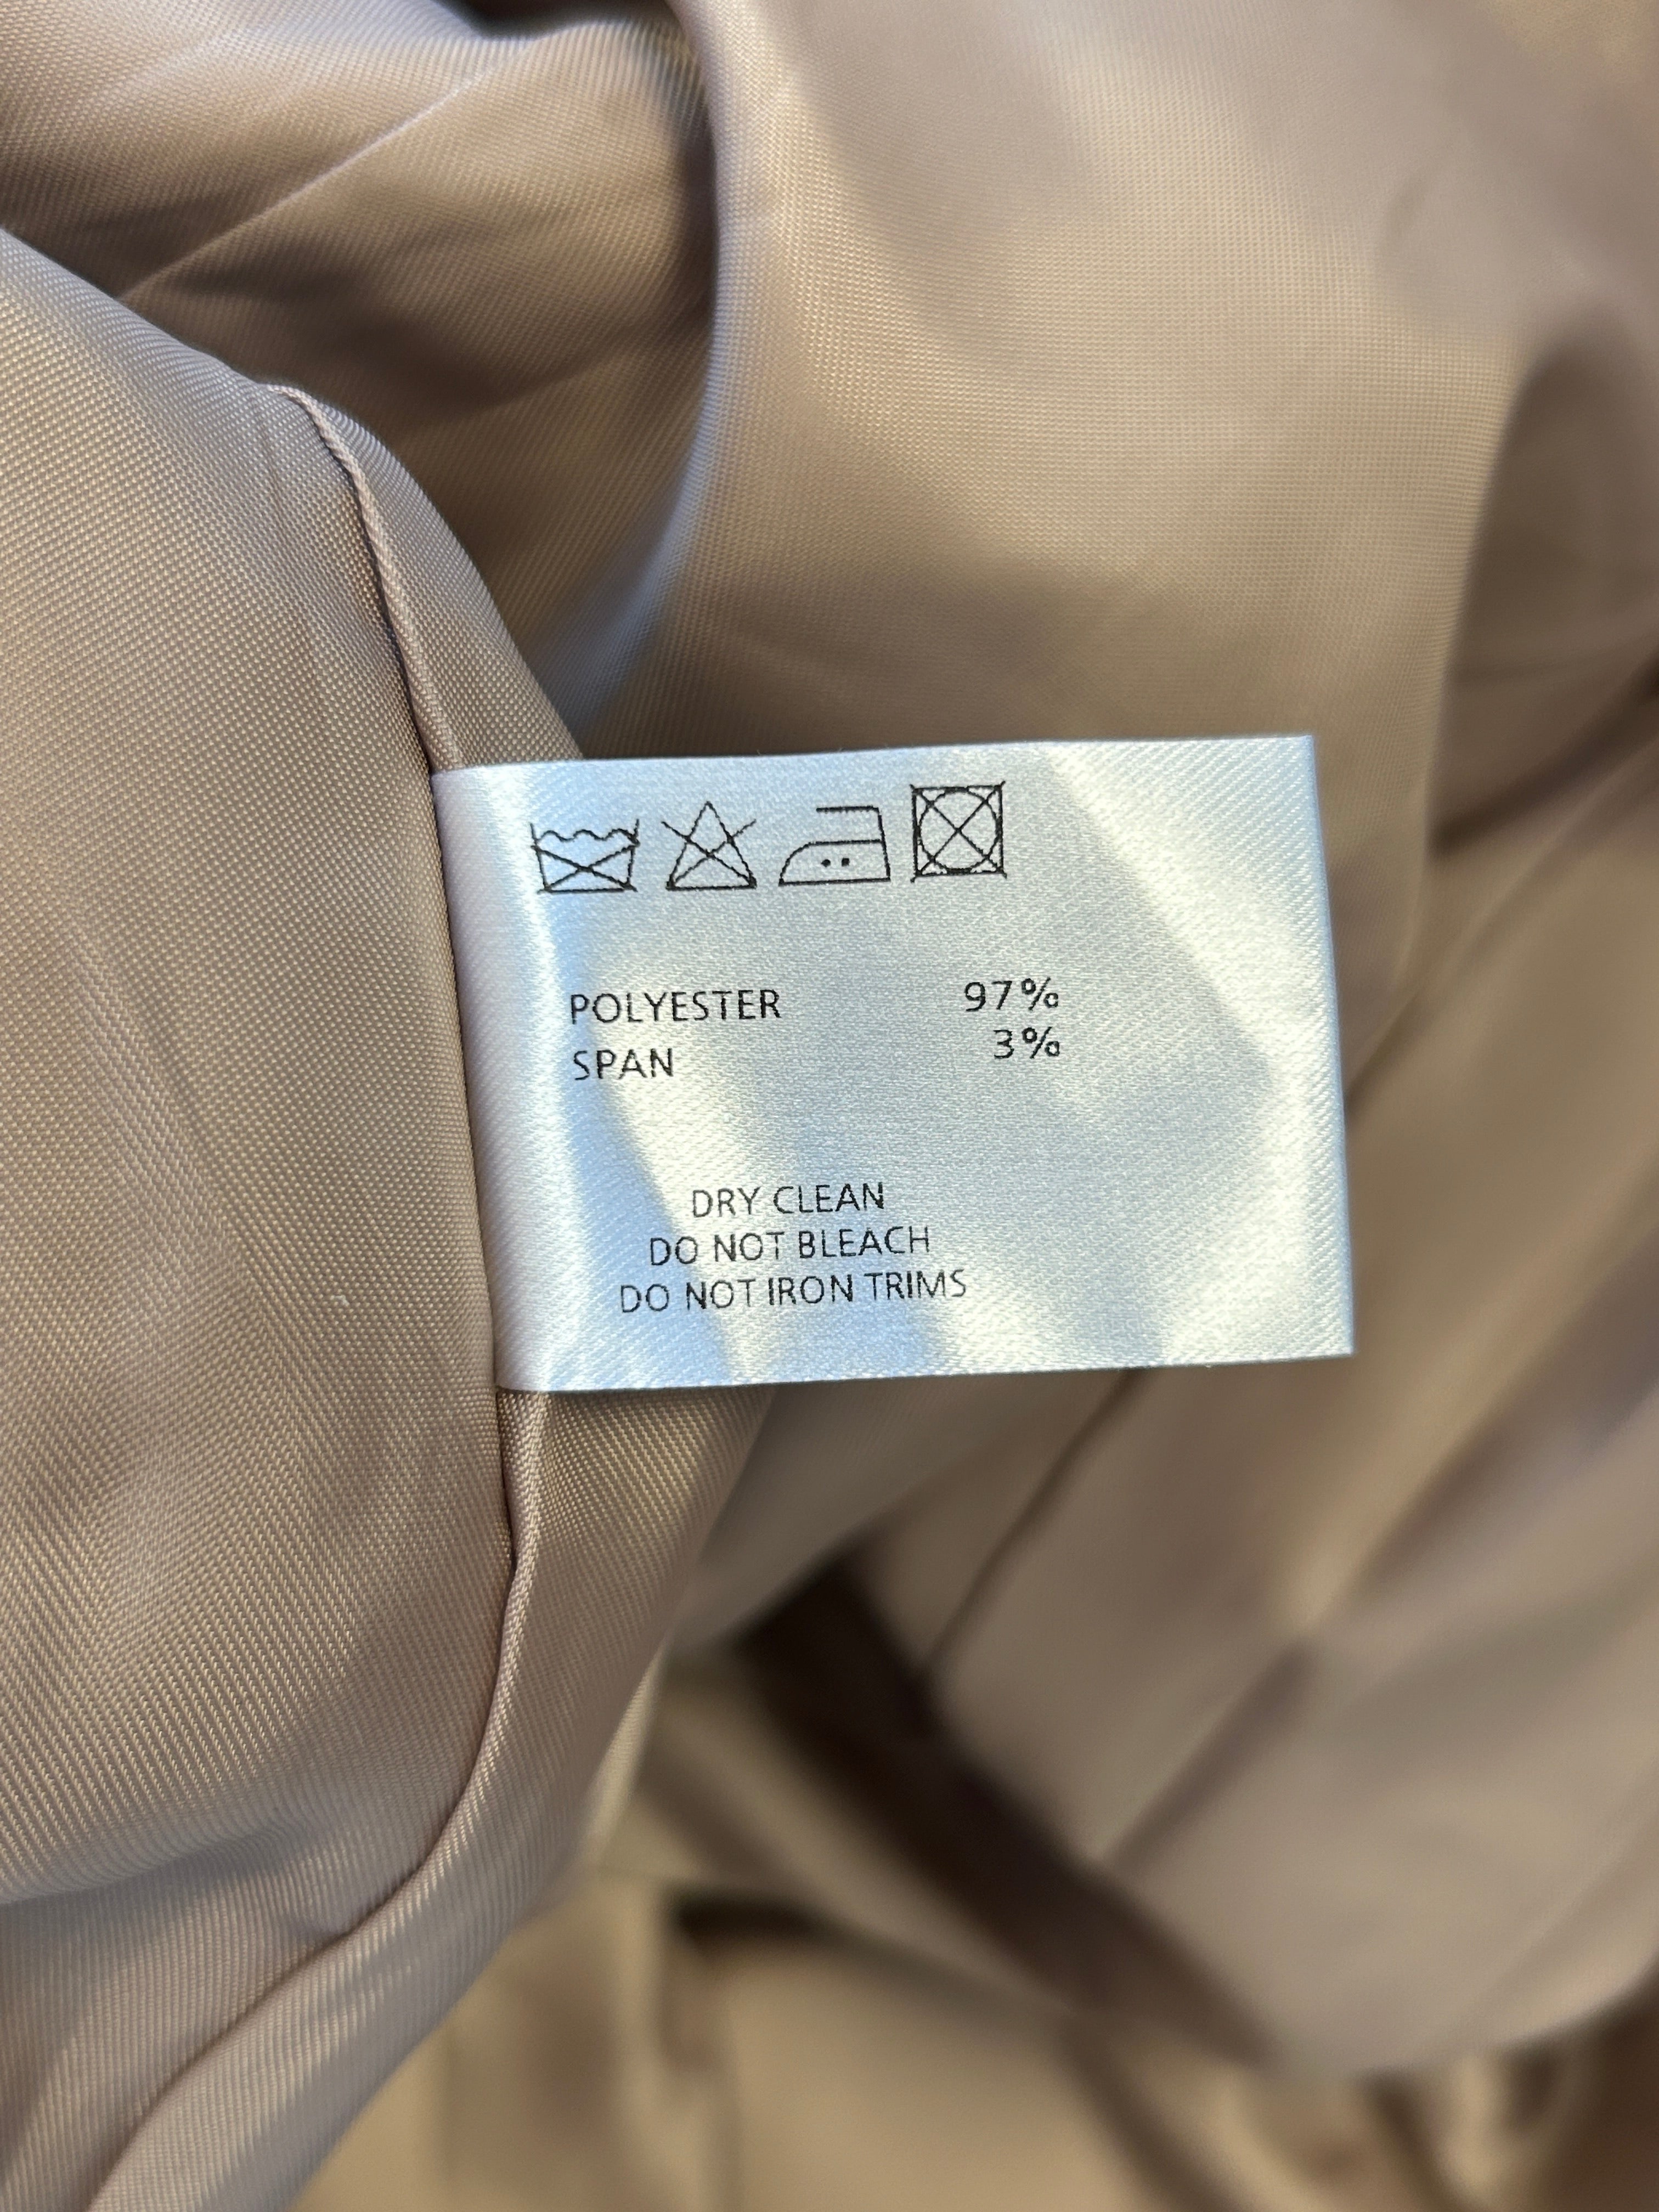 POLYESTER 97%
SPAN 3%
DRY CLEAN
DO NOT BLEACH
DO NOT IRON TRIMS